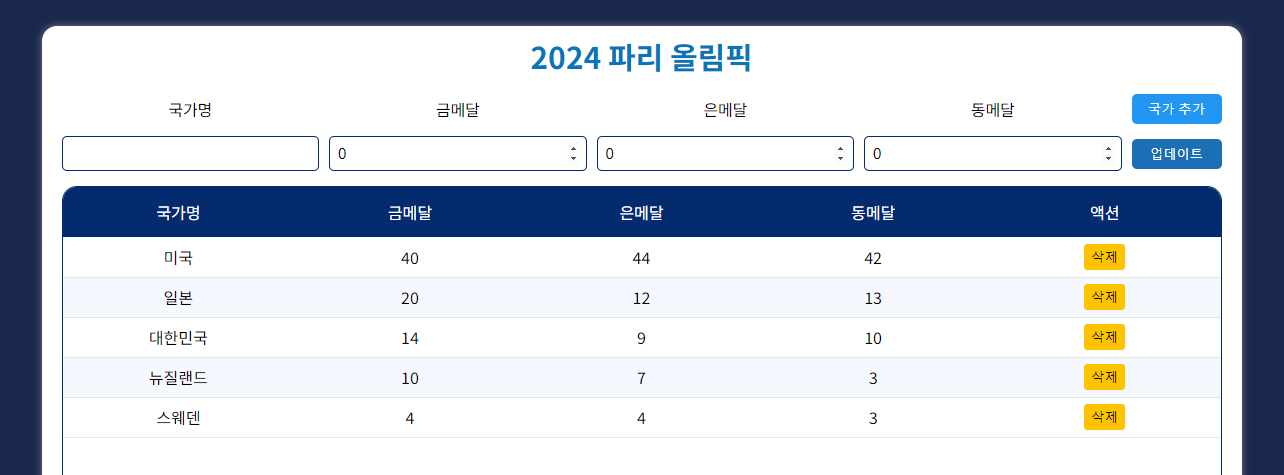 2024 파리 올림픽
국가명 금메달 은메달 동메달 국가 추가
0 0 0 업데이트
국가명 금메달 은메달 동메달 액션
미국 40 44 42 삭제
일본 20 12 13 삭제
대한민국 14 9 10 삭제
뉴질랜드 10 7 3 삭제
스웨덴 4 4 3 삭제